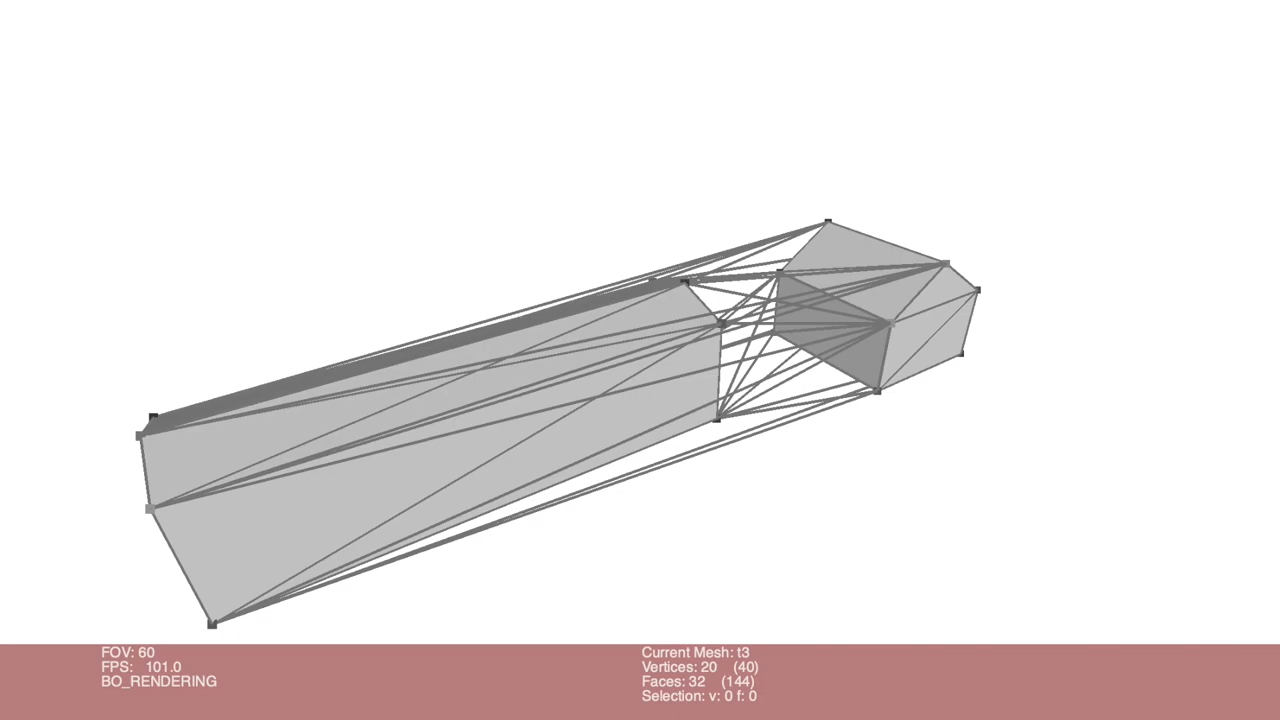 FOV: 60
FPS: 101.0
BO_RENDERING
Current Mesh: t3
Vertices: 20 (40)
Faces: 32 (144)
Selection: v: 0 f: 0